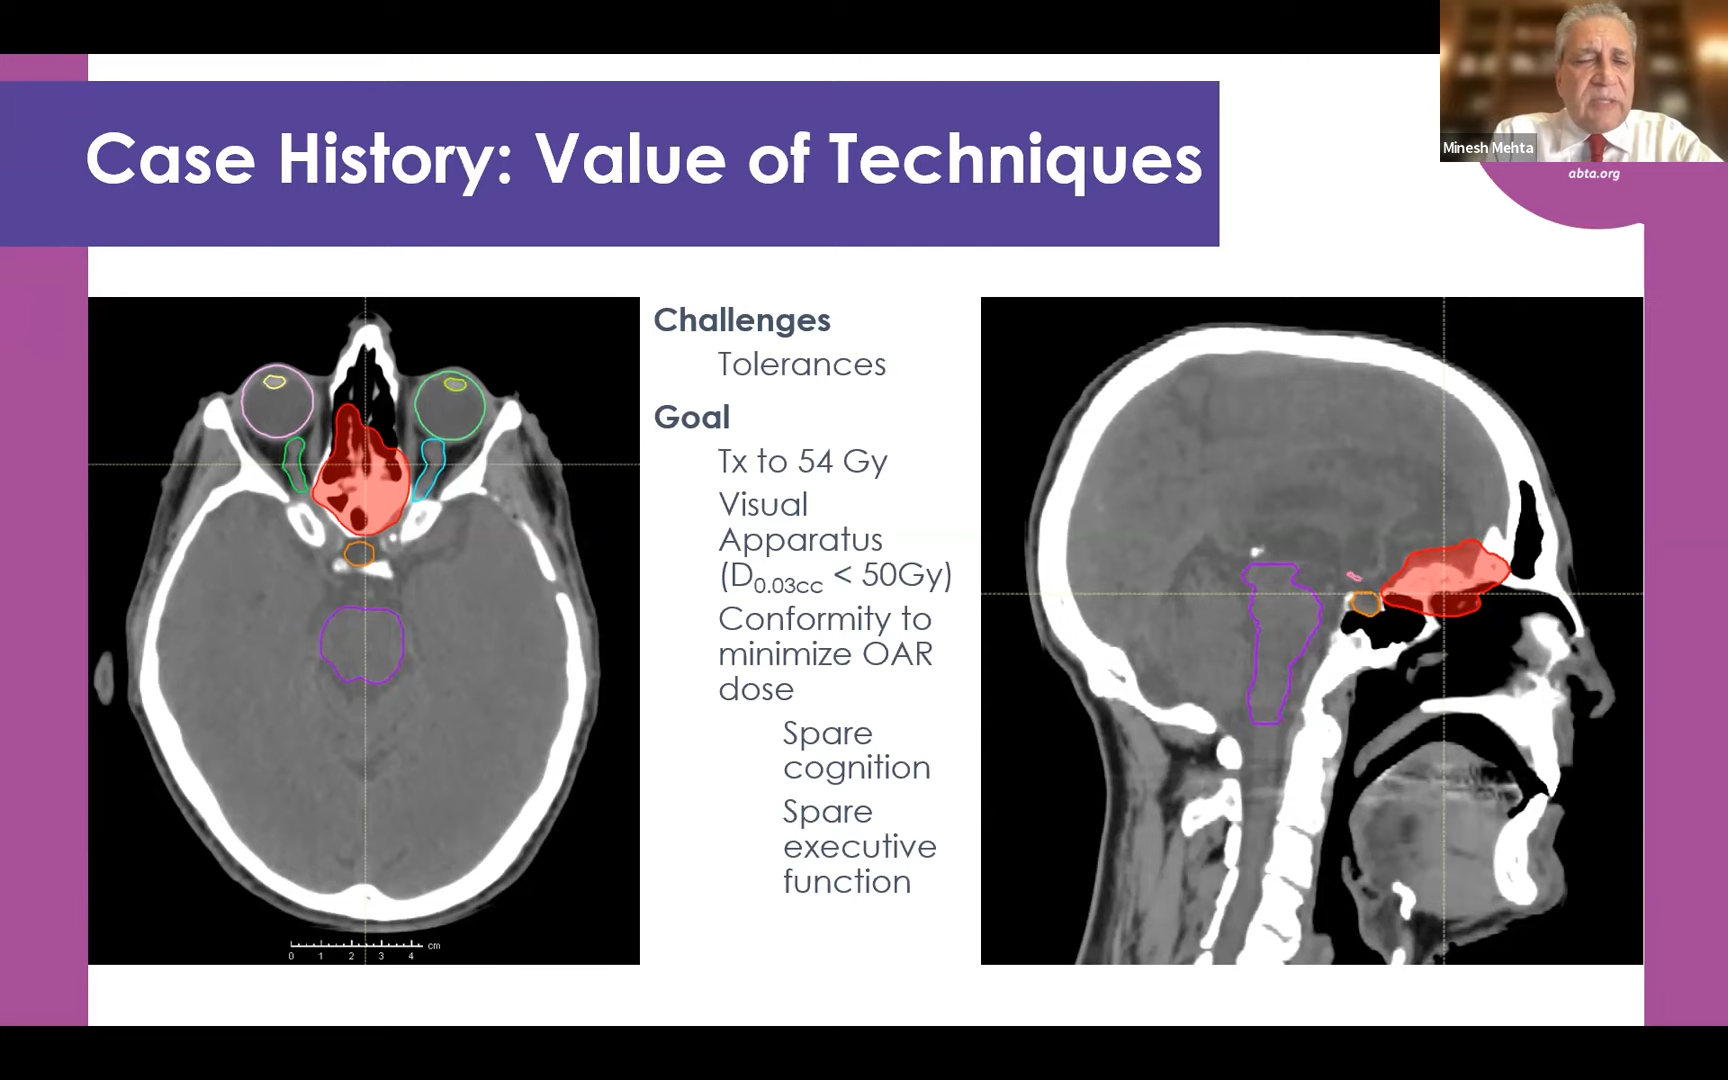 Case History: Value of Techniques
Minesh Mehta
abta.org
Challenges
Tolerances
Goal
Tx to 54 Gy
Visual
Apparatus
(D0.03cc < 50Gy)
Conformity to
minimize OAR
dose
Spare
cognition
Spare
executive
function
cm
0 1 2 3 4